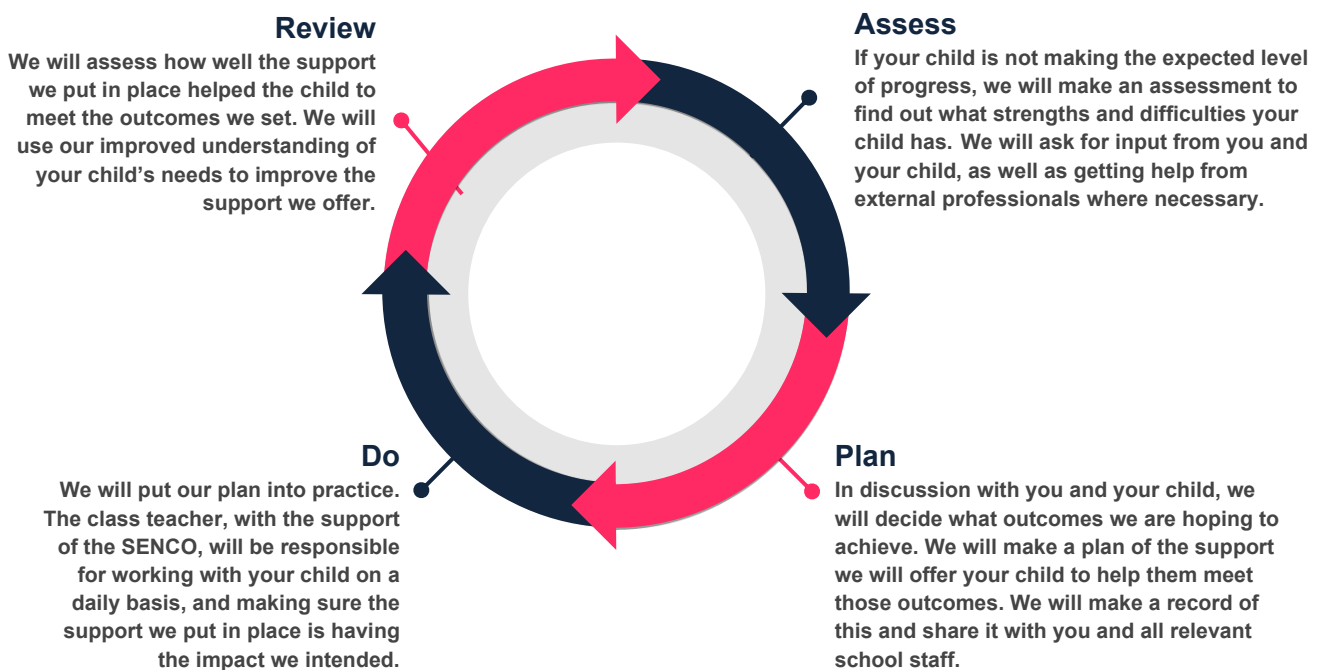 Review
We will assess how well the support
we put in place helped the child to
meet the outcomes we set. We will
use our improved understanding of
your child’s needs to improve the
support we offer.
Assess
If your child is not making the expected level
of progress, we will make an assessment to
find out what strengths and difficulties your
child has. We will ask for input from you and
your child, as well as getting help from
external professionals where necessary.
Do
We will put our plan into practice.
The class teacher, with the support
of the SENCO, will be responsible
for working with your child on a
daily basis, and making sure the
support we put in place is having
the impact we intended.
Plan
In discussion with you and your child, we
will decide what outcomes we are hoping to
achieve. We will make a plan of the support
we will offer your child to help them meet
those outcomes. We will make a record of
this and share it with you and all relevant
school staff.